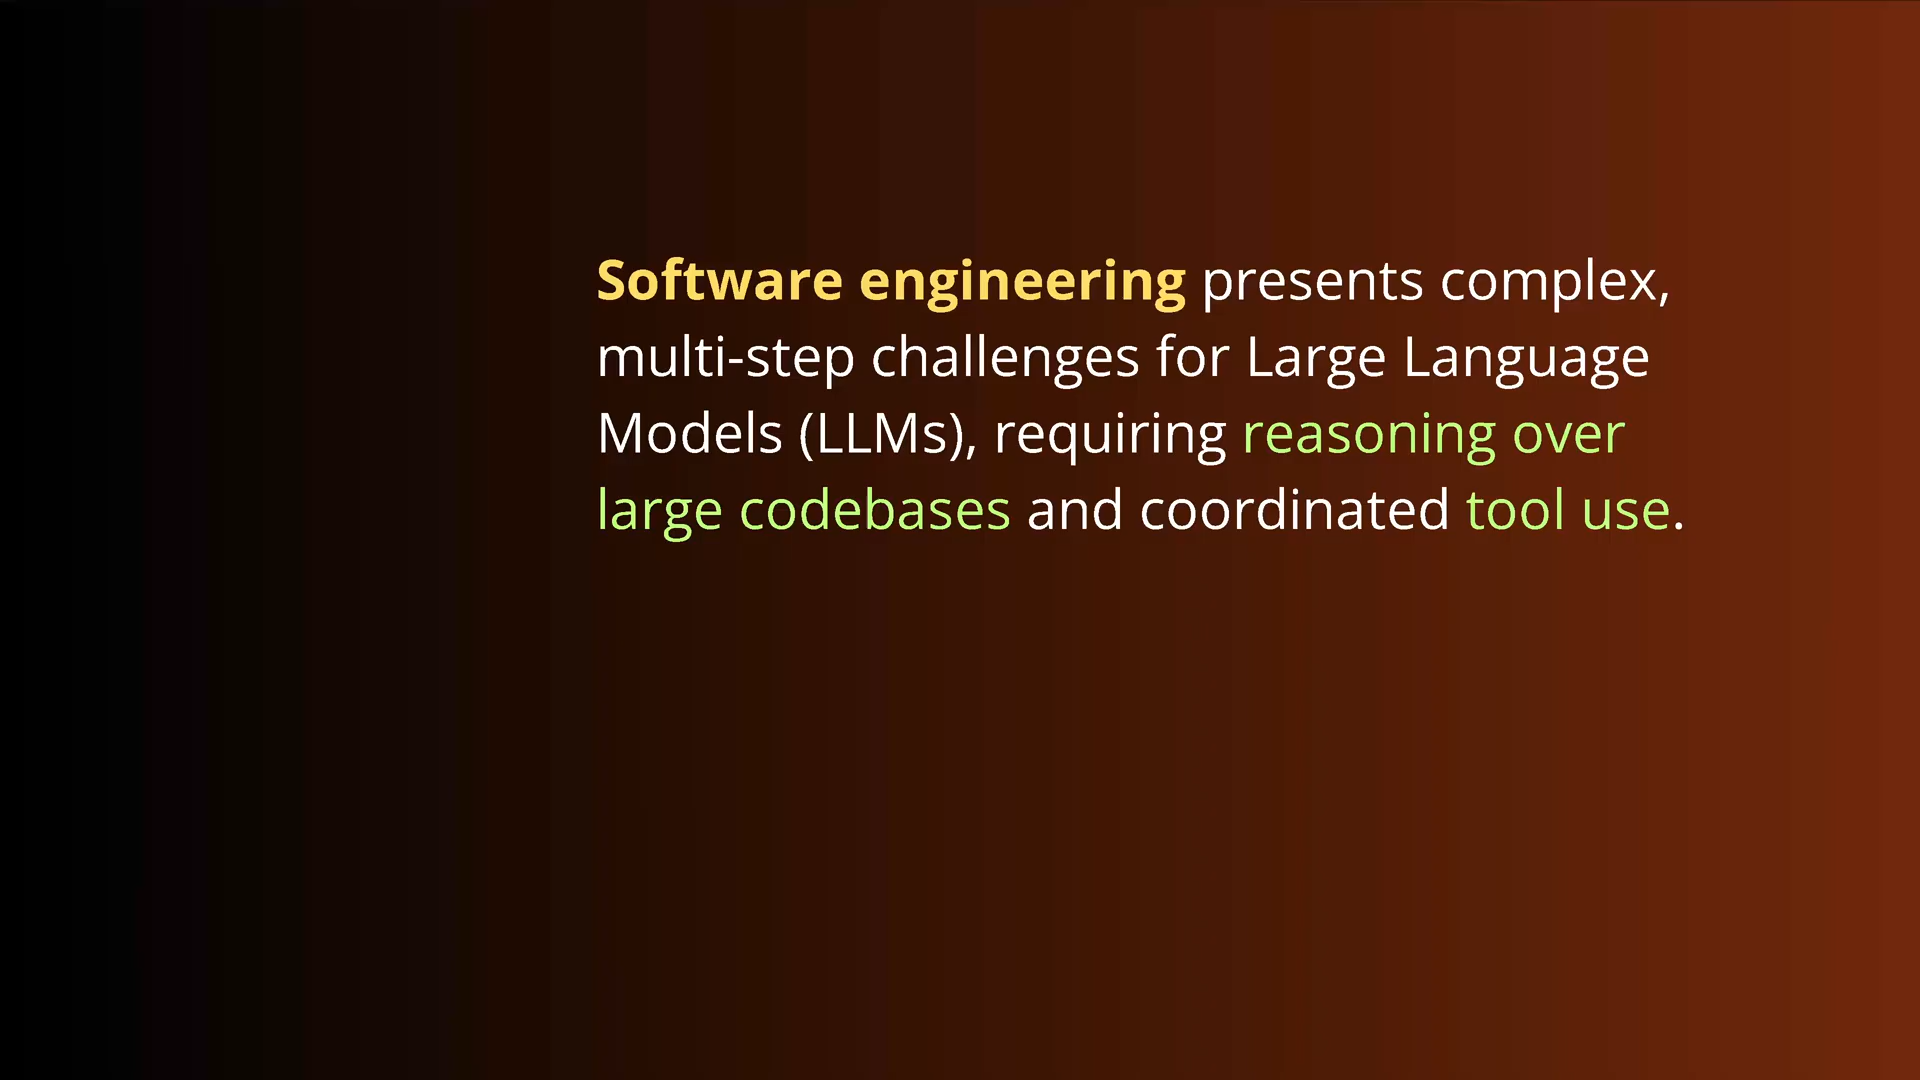 Software engineering presents complex,
multi-step challenges for Large Language
Models (LLMs), requiring reasoning over
large codebases and coordinated tool use.